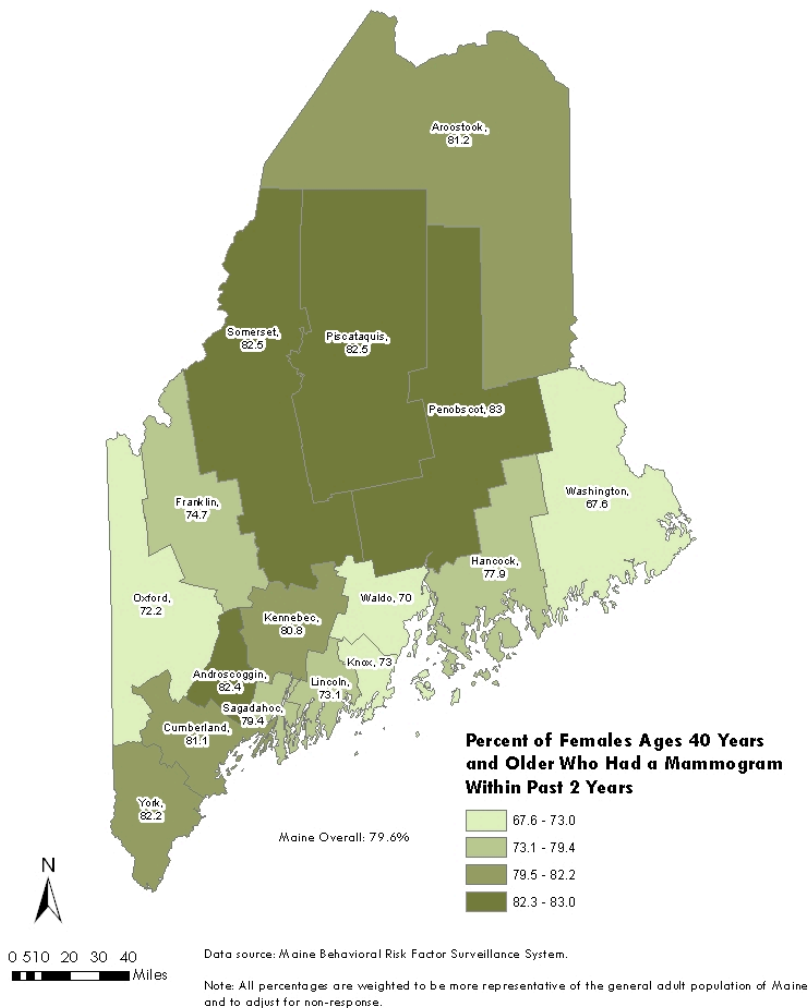 Aroostook,
81.2
Somerset,
82.5
Piscataquis,
82.5
Penobscot, 83
Franklin,
74.7
Washington,
67.6
Hancock,
77.9
Oxford,
72.2
Waldo, 70
Kennebec,
80.8
Knox, 73
Androscoggin,
82.4
Lincoln,
73.1
Sagadahoc,
79.4
Cumberland,
81.1
York,
82.2
Percent of Females Ages 40 Years
and Older Who Had a Mammogram
Within Past 2 Years
67.6 - 73.0
73.1 - 79.4
79.5 - 82.2
82.3 - 83.0
Maine Overall: 79.6%
N
0 5 10 20 30 40
Miles
Data source: Maine Behavioral Risk Factor Surveillance System.
Note: All percentages are weighted to be more representative of the general adult population of Maine
and to adjust for non-response.